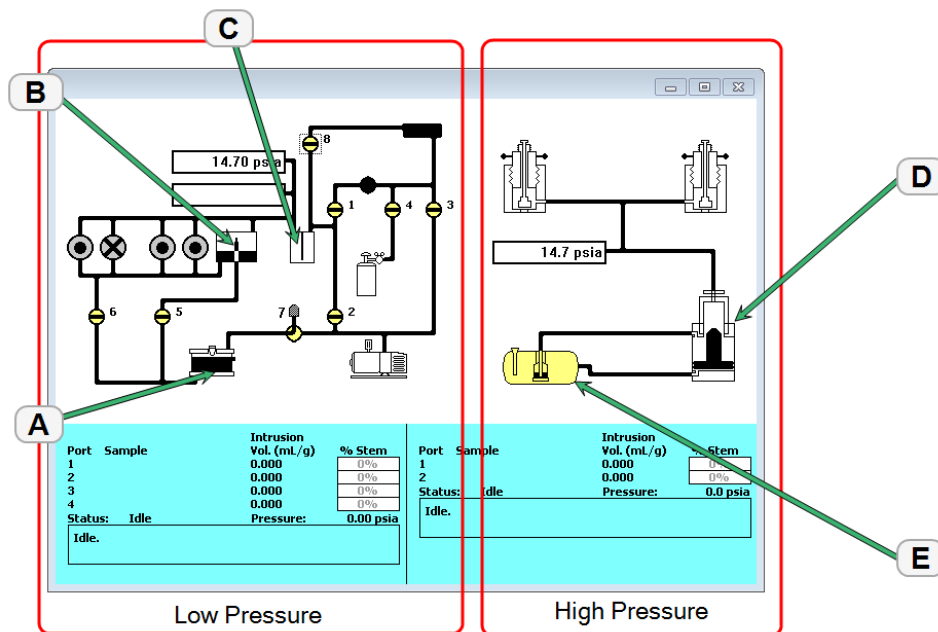 C
B
8
14.70 psia
1
4
3
D
14.7 psia
6
5
7
2
A
Intrusion
Port Sample Vol. (mL/g) % Stem
1 0.000 0%
2 0.000 0%
3 0.000 0%
4 0.000 0%
Status: Idle Pressure: 0.00 psia
Idle.
Intrusion
Port Sample Vol. (mL/g) % Stem
1 0.000 0%
2 0.000 0%
Status: Idle Pressure: 0.0 psia
Idle.
E
Low Pressure
High Pressure